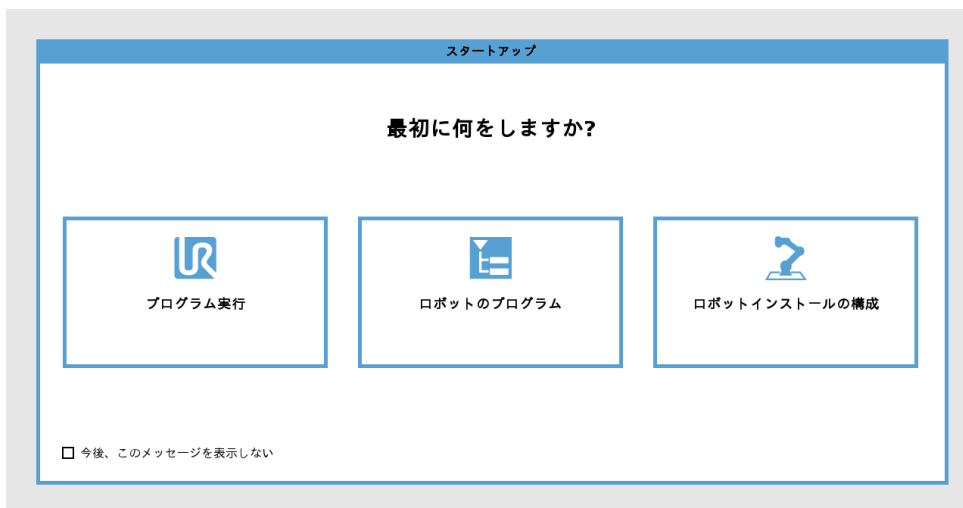 スタートアップ
最初に何をしますか?
プログラム実行
ロボットのプログラム
ロボットインストールの構成
今後、このメッセージを表示しない